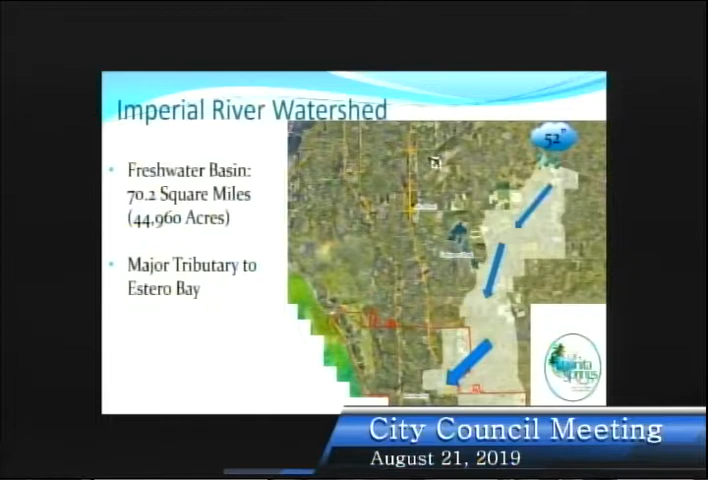 Imperial River Watershed
52"
• Freshwater Basin:
70.2 Square Miles
(44,960 Acres)
• Major Tributary to
Estero Bay
Springs
City Council Meeting
August 21, 2019